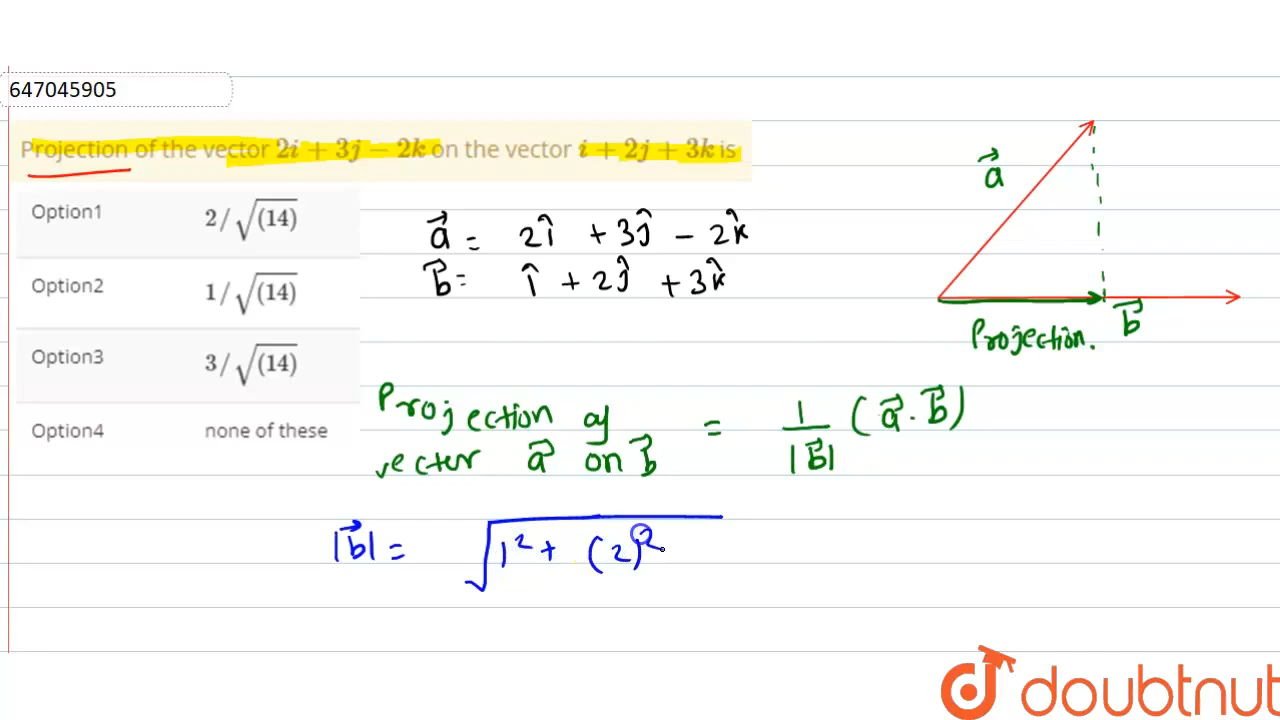 647045905
Projection of the vector 2i + 3j − 2k on the vector i + 2j + 3k is
Option1 2/√(14)
Option2 1/√(14)
Option3 3/√(14)
Option4 none of these
a⃗ = 2î + 3ĵ − 2k̂
b⃗ = î + 2ĵ + 3k̂
a⃗
b⃗
Projection.
Projection of vector a⃗ on b⃗ = 1/|b⃗| (a⃗ . b⃗)
|b⃗| = √1² + (2)²
doubtnut